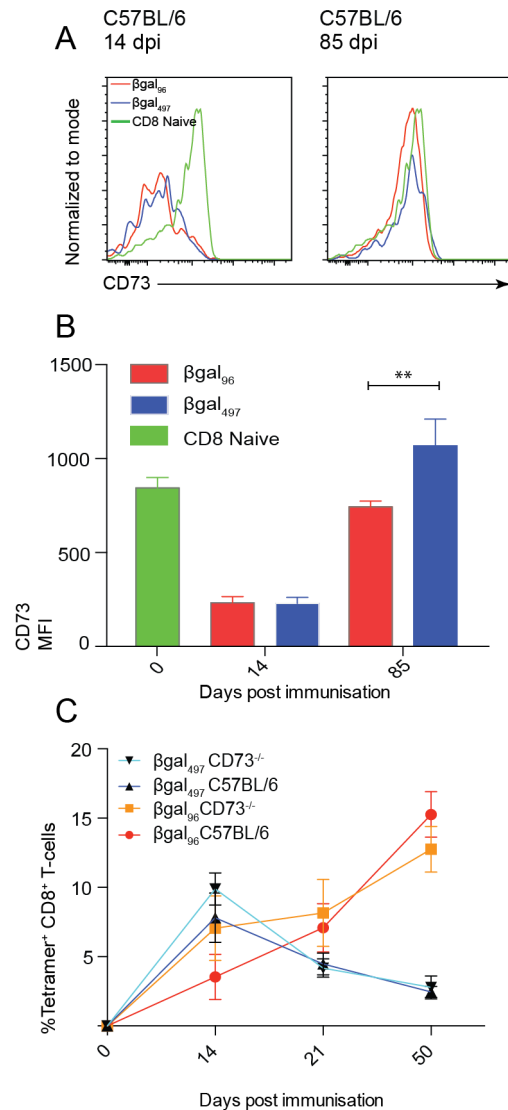 A
C57BL/6
14 dpi
C57BL/6
85 dpi
βgal₉₆
βgal₄₉₇
CD8 Naive
Normalized to mode
CD73
B
1500
1000
500
0
CD73
MFI
βgal₉₆
βgal₄₉₇
CD8 Naive
**
0
14
85
Days post immunisation
C
20
15
10
5
0
%Tetramer⁺ CD8⁺ T-cells
βgal₄₉₇ CD73⁻/⁻
βgal₄₉₇ C57BL/6
βgal₉₆ CD73⁻/⁻
βgal₉₆ C57BL/6
0
14
21
50
Days post immunisation